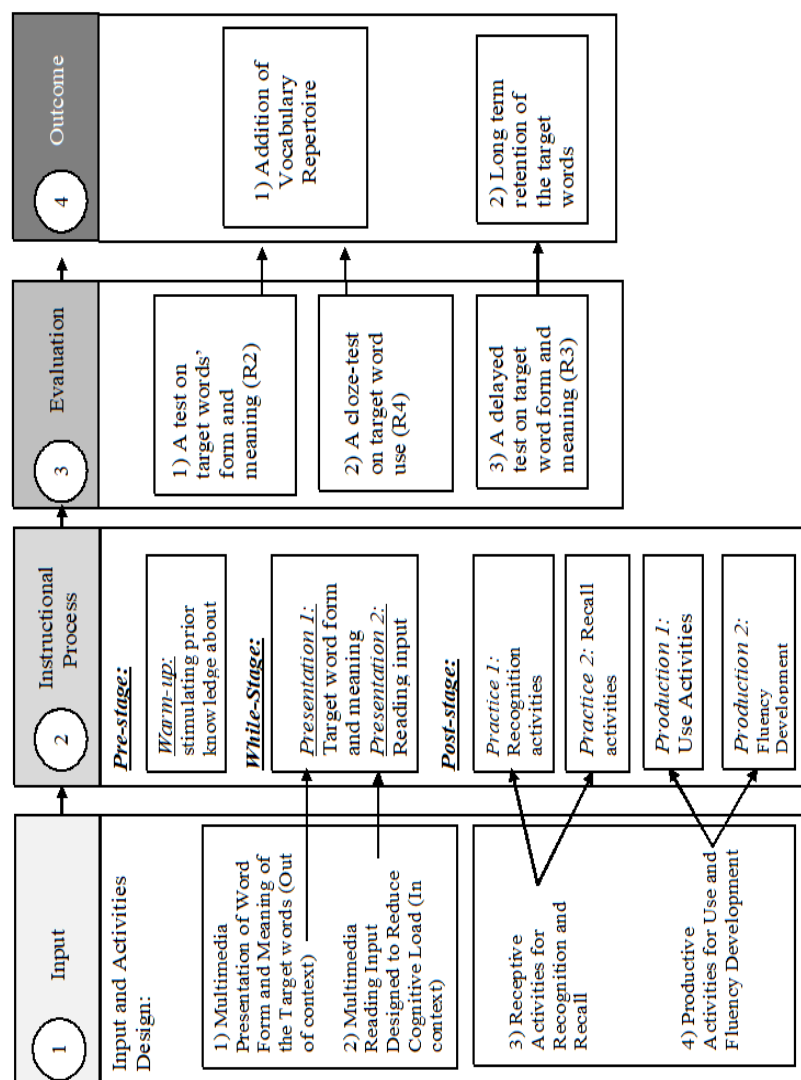 1
Input
Input and Activities
Design:
1) Multimedia
Presentation of Word
Form and Meaning of
the Target words (Out
of context)
2) Multimedia
Reading Input
Designed to Reduce
Cognitive Load (In
context)
3) Receptive
Activities for
Recognition and
Recall
4) Productive
Activities for Use and
Fluency Development
2
Instructional
Process
Pre-stage:
Warm-up:
stimulating prior
knowledge about
While-Stage:
Presentation 1:
Target word form
and meaning
Presentation 2:
Reading input
Post-stage:
Practice 1:
Recognition
activities
Practice 2: Recall
activities
Production 1:
Use Activities
Production 2:
Fluency
Development
3
Evaluation
1) A test on
target words’
form and
meaning (R2)
2) A cloze-test
on target word
use (R4)
3) A delayed
test on target
word form and
meaning (R3)
4
Outcome
1) Addition of
Vocabulary
Repertoire
2) Long term
retention of
the target
words